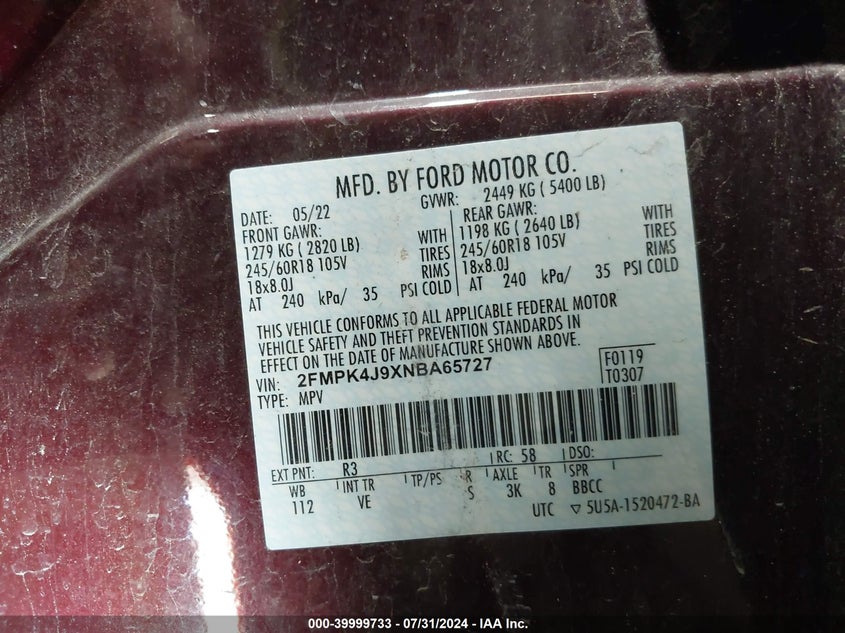 MFD. BY FORD MOTOR CO.
DATE: 05/22 GVWR: 2449 KG ( 5400 LB)
FRONT GAWR: REAR GAWR:
1279 KG ( 2820 LB) WITH 1198 KG ( 2640 LB) WITH
245/60R18 105V TIRES 245/60R18 105V TIRES
18x8.0J RIMS 18x8.0J RIMS
AT 240 kPa/ 35 PSI COLD AT 240 kPa/ 35 PSI COLD
THIS VEHICLE CONFORMS TO ALL APPLICABLE FEDERAL MOTOR
VEHICLE SAFETY AND THEFT PREVENTION STANDARDS IN
EFFECT ON THE DATE OF MANUFACTURE SHOWN ABOVE.
VIN: 2FMPK4J9XNBA65727 F0119
TYPE: MPV T0307
EXT PNT: R3 RC: 58 DSO:
WB INT TR TP/PS R AXLE TR SPR
112 VE S 3K 8 BBCC
UTC ▽ 5U5A-1520472-BA
000-39999733 - 07/31/2024 - IAA Inc.